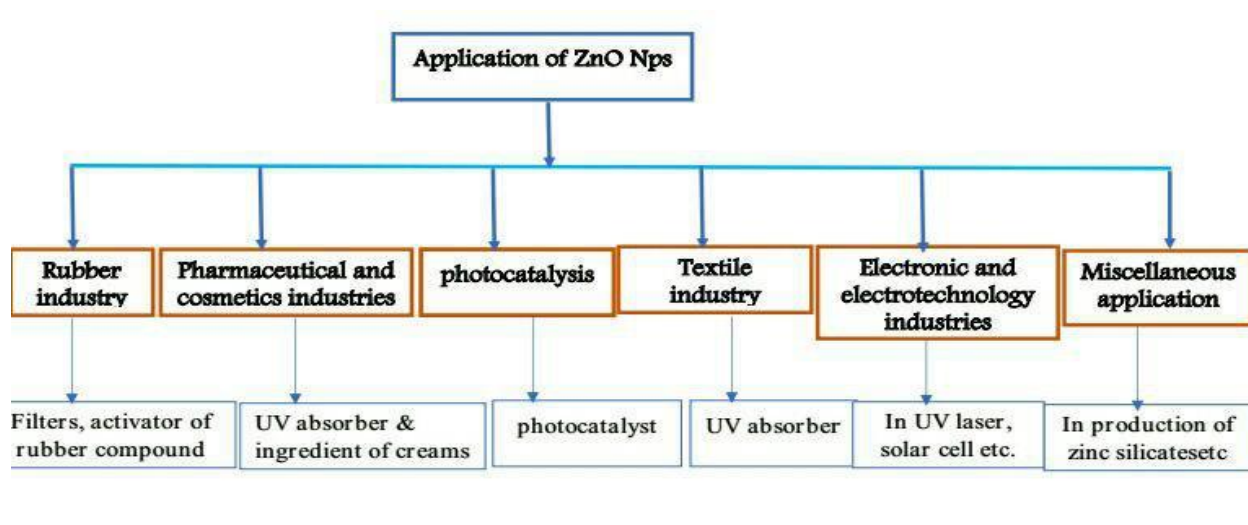 Application of ZnO Nps
Rubber
industry
Pharmaceutical and
cosmetics industries
photocatalysis
Textile
industry
Electronic and
electrotechnology
industries
Miscellaneous
application
Filters, activator of
rubber compound
UV absorber &
ingredient of creams
photocatalyst
UV absorber
In UV laser,
solar cell etc.
In production of
zinc silicatesetc